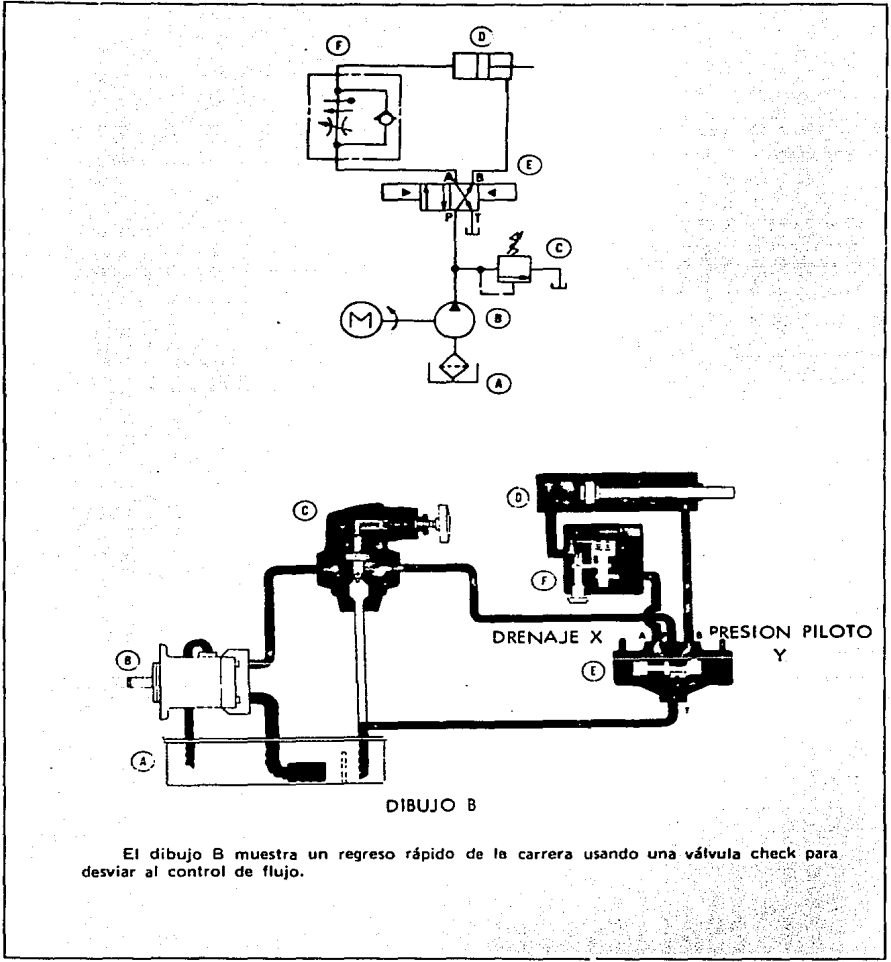 D
F
A B
E
P T
C
M
B
A
C
D
F
DRENAJE X
A B
PRESION PILOTO
Y
B
E
T
A
DIBUJO B
El dibujo B muestra un regreso rápido de la carrera usando una válvula check para
desviar al control de flujo.